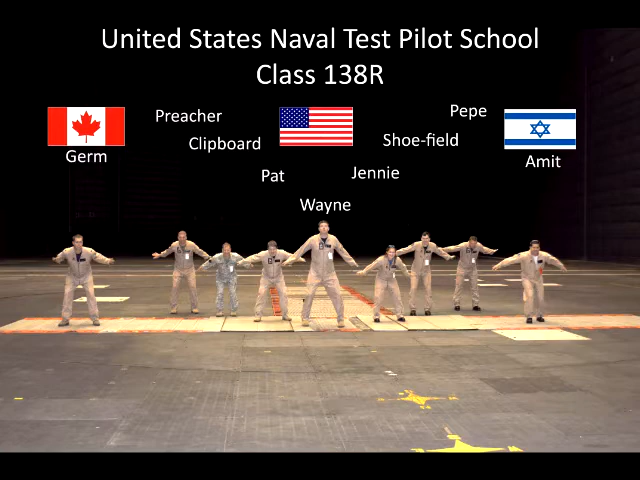 United States Naval Test Pilot School
Class 138R
Preacher
Pepe
Clipboard
Shoe-field
Germ
Amit
Pat
Jennie
Wayne